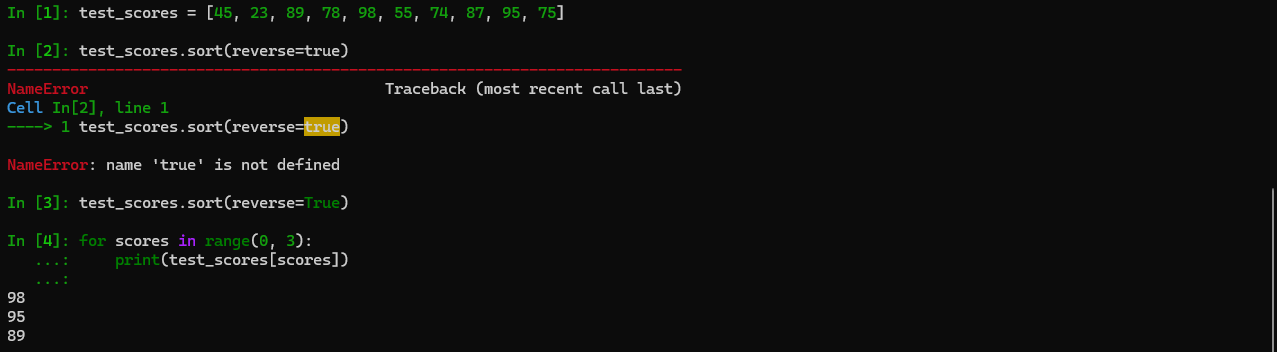 In [1]: test_scores = [45, 23, 89, 78, 98, 55, 74, 87, 95, 75]
In [2]: test_scores.sort(reverse=true)
---------------------------------------------------------------------------
NameError                                 Traceback (most recent call last)
Cell In[2], line 1
----> 1 test_scores.sort(reverse=true)
NameError: name 'true' is not defined
In [3]: test_scores.sort(reverse=True)
In [4]: for scores in range(0, 3):
   ...:     print(test_scores[scores])
   ...:
98
95
89